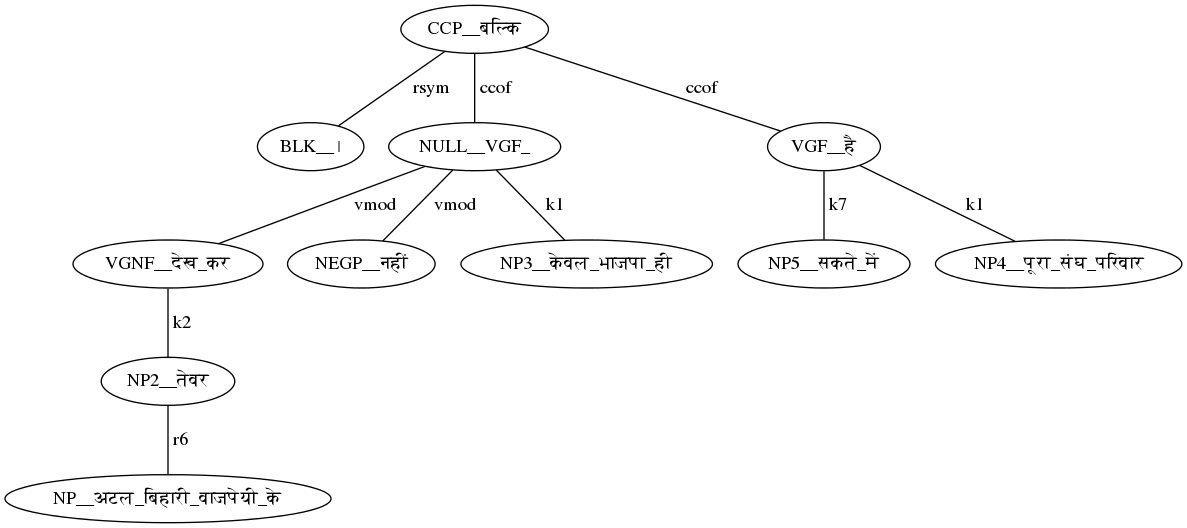 CCP__बल्कि
rsym ccof ccof
BLK__। NULL__VGF_ VGF__है
vmod vmod k1 k7 k1
VGNF__देख_कर NEGP__नहीं NP3__केवल_भाजपा_ही NP5__सकते_में NP4__पूरा_संघ_परिवार
k2
NP2__तेवर
r6
NP__अटल_बिहारी_वाजपेयी_के